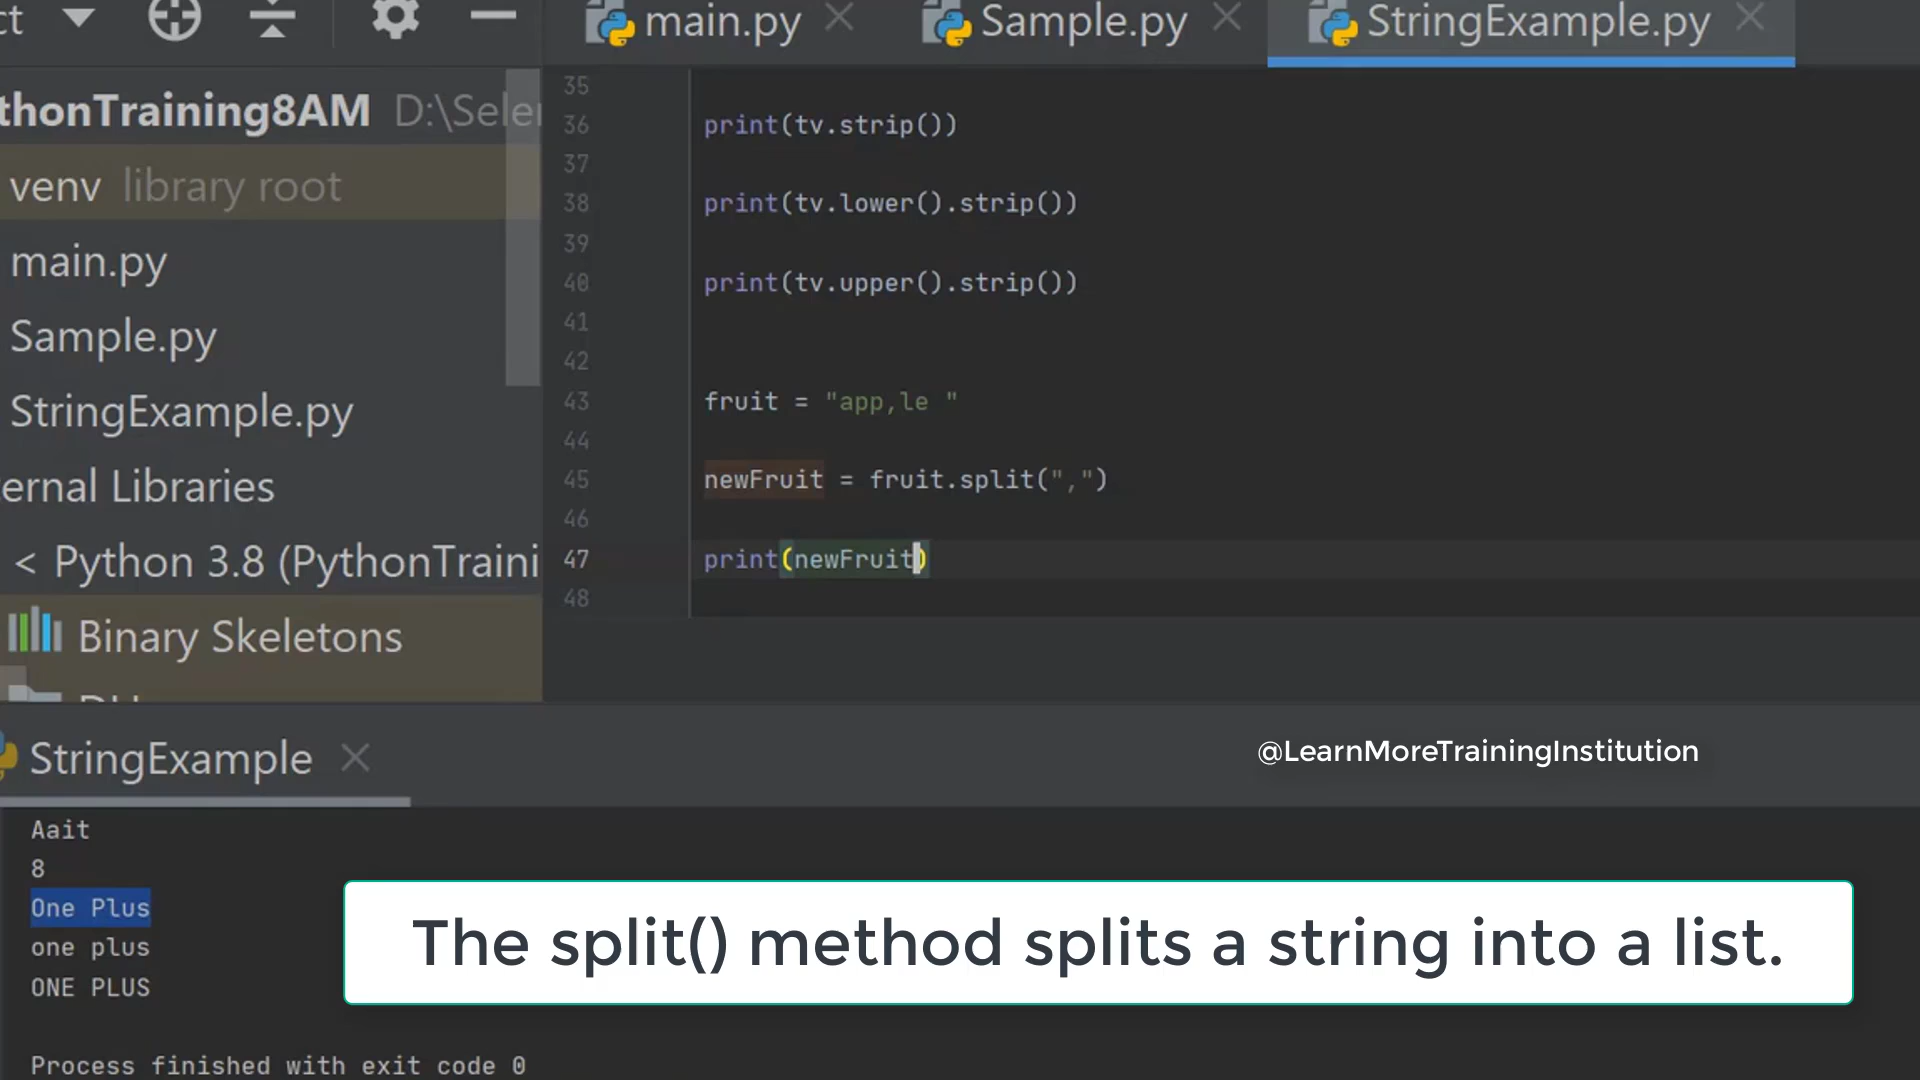 ct
main.py
Sample.py
StringExample.py
thonTraining8AM D:\Selen
venv library root
main.py
Sample.py
StringExample.py
ernal Libraries
< Python 3.8 (PythonTraini
Binary Skeletons
35
36 print(tv.strip())
37
38 print(tv.lower().strip())
39
40 print(tv.upper().strip())
41
42
43 fruit = "app,le "
44
45 newFruit = fruit.split(",")
46
47 print(newFruit)
48
StringExample
@LearnMoreTrainingInstitution
Aait
8
One Plus
one plus
ONE PLUS
The split() method splits a string into a list.
Process finished with exit code 0